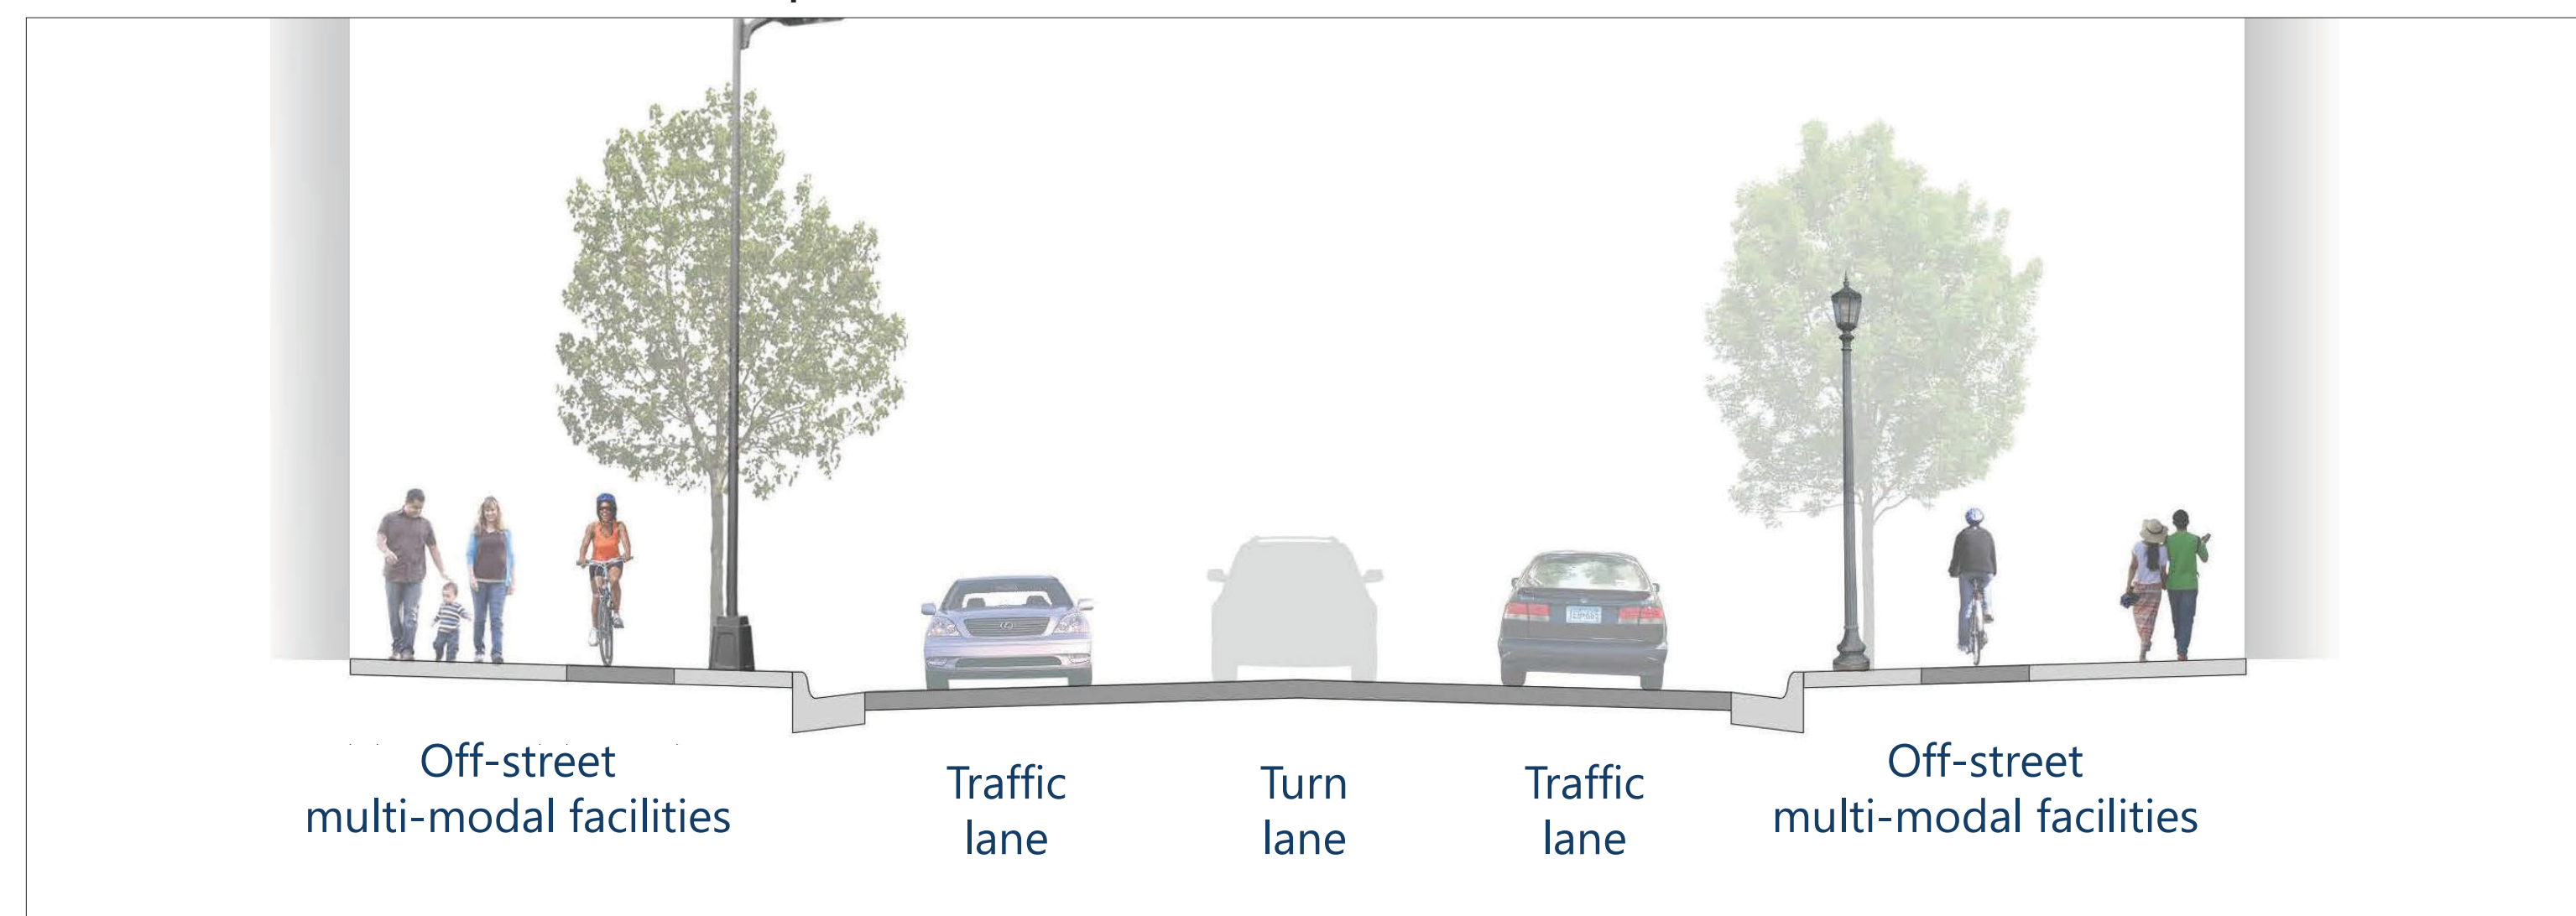 Off-street
multi-modal facilities
Traffic
lane
Turn
lane
Traffic
lane
Off-street
multi-modal facilities